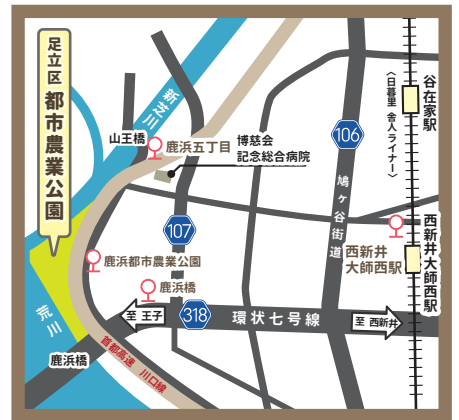 足立区 都市農業公園
新芝川
山王橋
鹿浜五丁目
博慈会
記念総合病院
106
鳩ヶ谷街道
谷在家駅
〈日暮里 舎人ライナー〉
107
西新井
大師西駅
西新井大師西駅
鹿浜都市農業公園
鹿浜橋
荒川
至 王子
318
環状七号線
至 西新井
鹿浜橋
首都高速 川口線